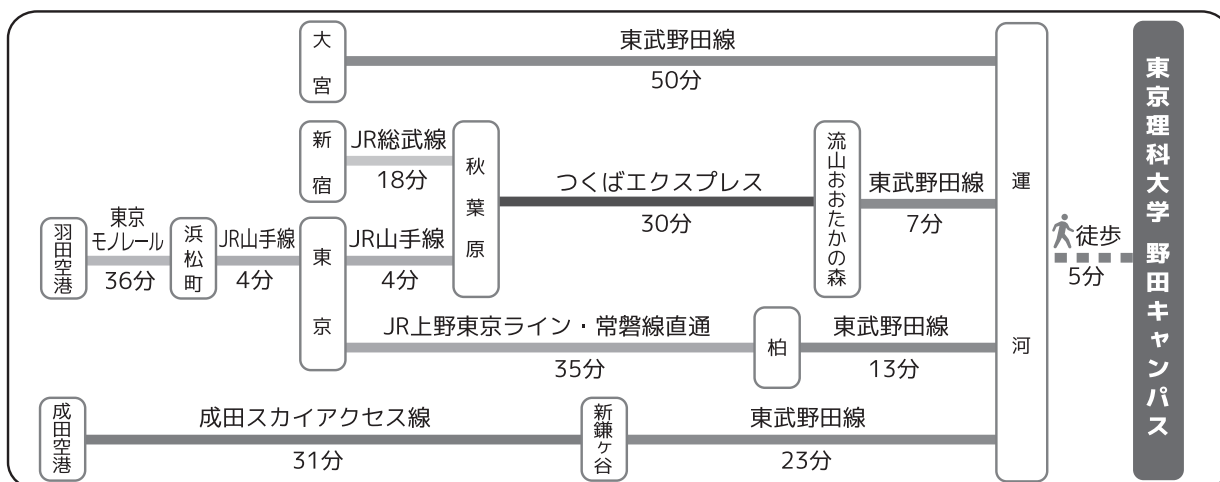 大宮
東武野田線
50分
新宿
JR総武線
18分
秋葉原
つくばエクスプレス
30分
流山おおたかの森
東武野田線
7分
羽田空港
東京
モノレール
36分
浜松町
JR山手線
4分
東京
JR山手線
4分
JR上野東京ライン・常磐線直通
35分
柏
東武野田線
13分
成田空港
成田スカイアクセス線
31分
新鎌ヶ谷
東武野田線
23分
運河
徒歩
5分
東京理科大学 野田キャンパス